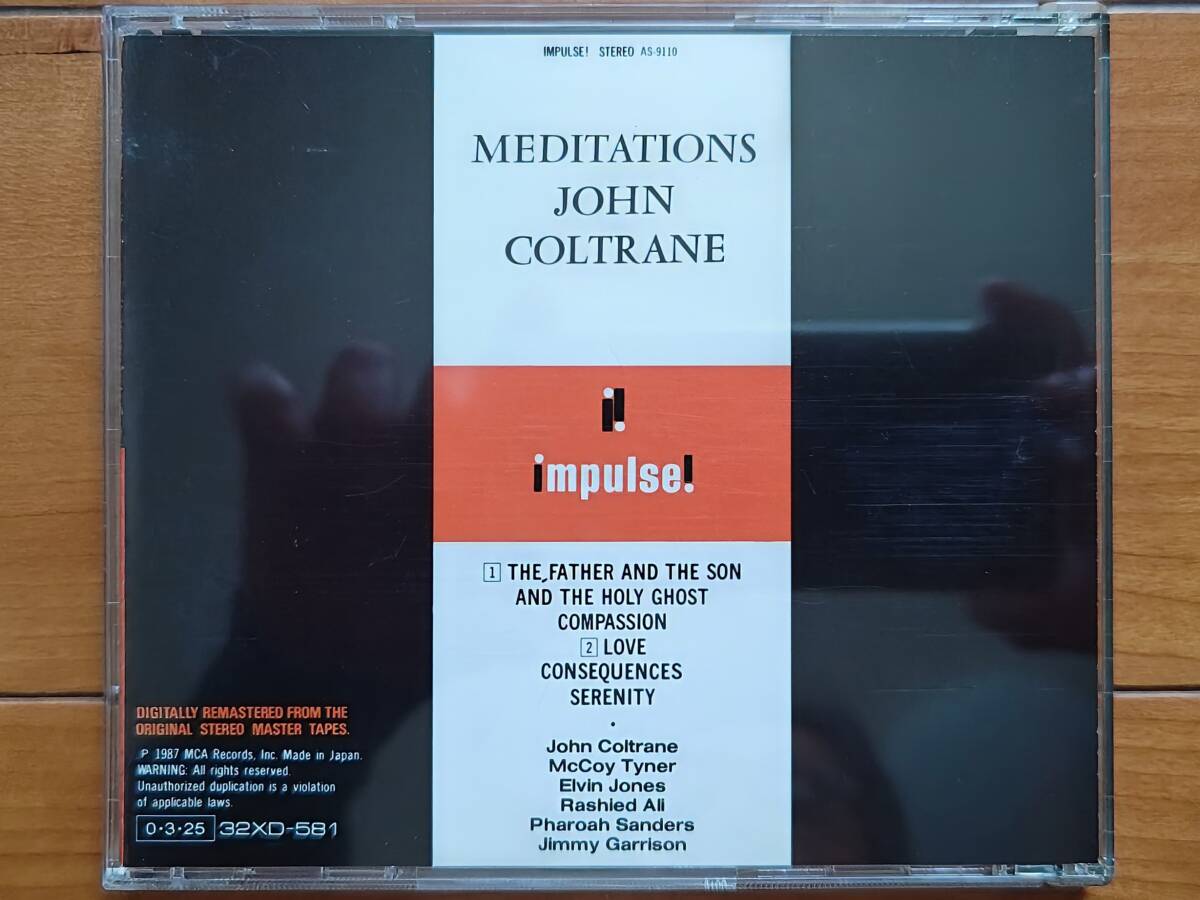 IMPULSE! STEREO AS-9110
MEDITATIONS
JOHN
COLTRANE
i!
impulse!
1 THE FATHER AND THE SON
AND THE HOLY GHOST
COMPASSION
2 LOVE
CONSEQUENCES
SERENITY
John Coltrane
McCoy Tyner
Elvin Jones
Rashied Ali
Pharoah Sanders
Jimmy Garrison
DIGITALLY REMASTERED FROM THE
ORIGINAL STEREO MASTER TAPES.
℗ 1987 MCA Records, Inc. Made in Japan.
WARNING: All rights reserved.
Unauthorized duplication is a violation
of applicable laws.
0·3·25 32XD-581